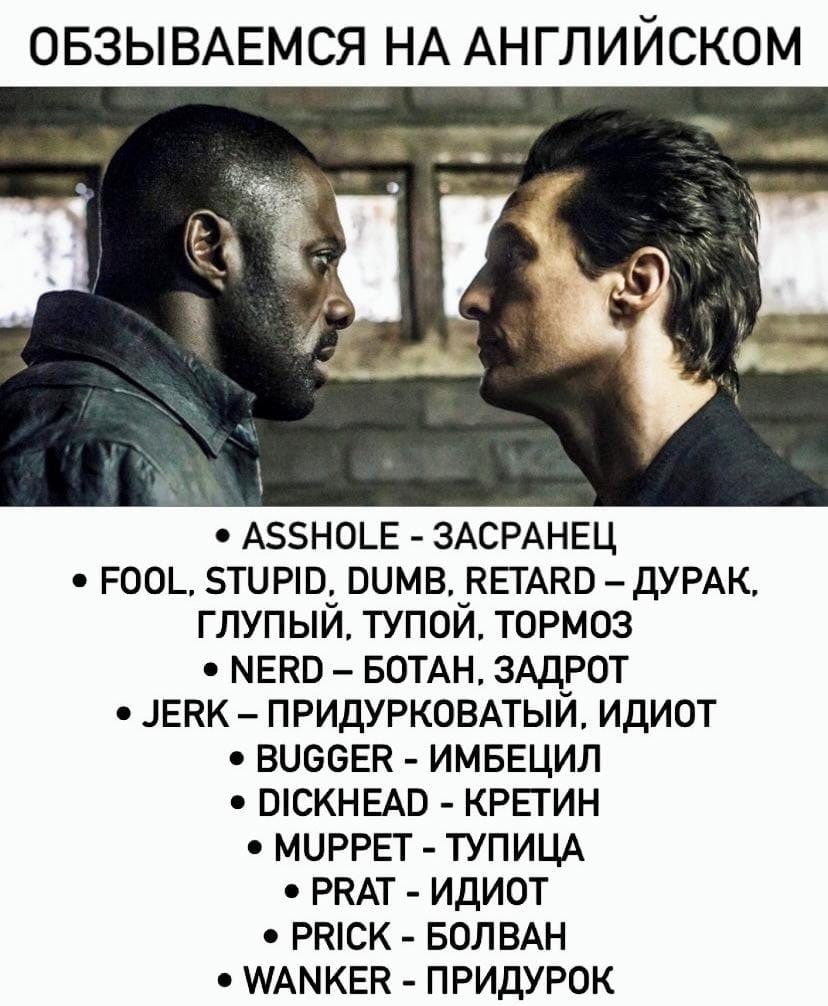 ОБЗЫВАЕМСЯ НА АНГЛИЙСКОМ
• ASSHOLE - ЗАСРАНЕЦ
• FOOL, STUPID, DUMB, RETARD – ДУРАК,
ГЛУПЫЙ, ТУПОЙ, ТОРМОЗ
• NERD – БОТАН, ЗАДРОТ
• JERK – ПРИДУРКОВАТЫЙ, ИДИОТ
• BUGGER - ИМБЕЦИЛ
• DICKHEAD - КРЕТИН
• MUPPET - ТУПИЦА
• PRAT - ИДИОТ
• PRICK - БОЛВАН
• WANKER - ПРИДУРОК